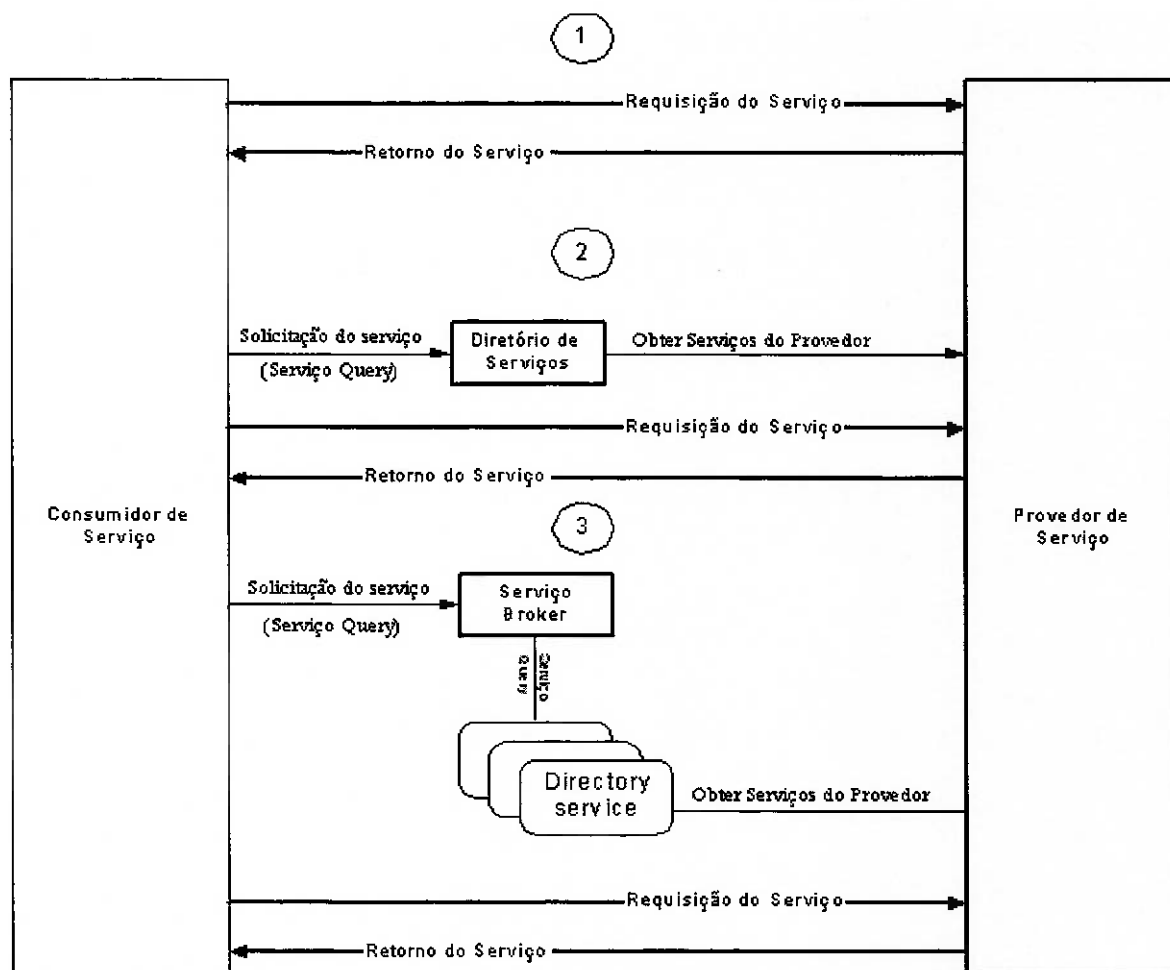 1
Requisição do Serviço
Retorno do Serviço
2
Solicitação do serviço
(Serviço Query)
Diretório de
Serviços
Obter Serviços do Provedor
Requisição do Serviço
Retorno do Serviço
Consumidor de
Serviço
Provedor de
Serviço
3
Solicitação do serviço
(Serviço Query)
Serviço
Broker
Serviço
Query
Directory
service
Obter Serviços do Provedor
Requisição do Serviço
Retorno do Serviço